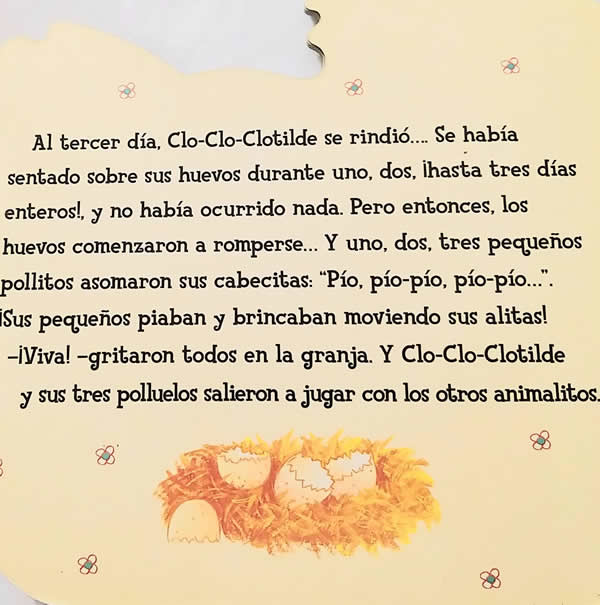 Al tercer día, Clo-Clo-Clotilde se rindió.... Se había
sentado sobre sus huevos durante uno, dos, ¡hasta tres días
enteros!, y no había ocurrido nada. Pero entonces, los
huevos comenzaron a romperse... Y uno, dos, tres pequeños
pollitos asomaron sus cabecitas: “Pío, pío-pío, pío-pío...”.
¡Sus pequeños piaban y brincaban moviendo sus alitas!
–¡Viva! –gritaron todos en la granja. Y Clo-Clo-Clotilde
y sus tres polluelos salieron a jugar con los otros animalitos.